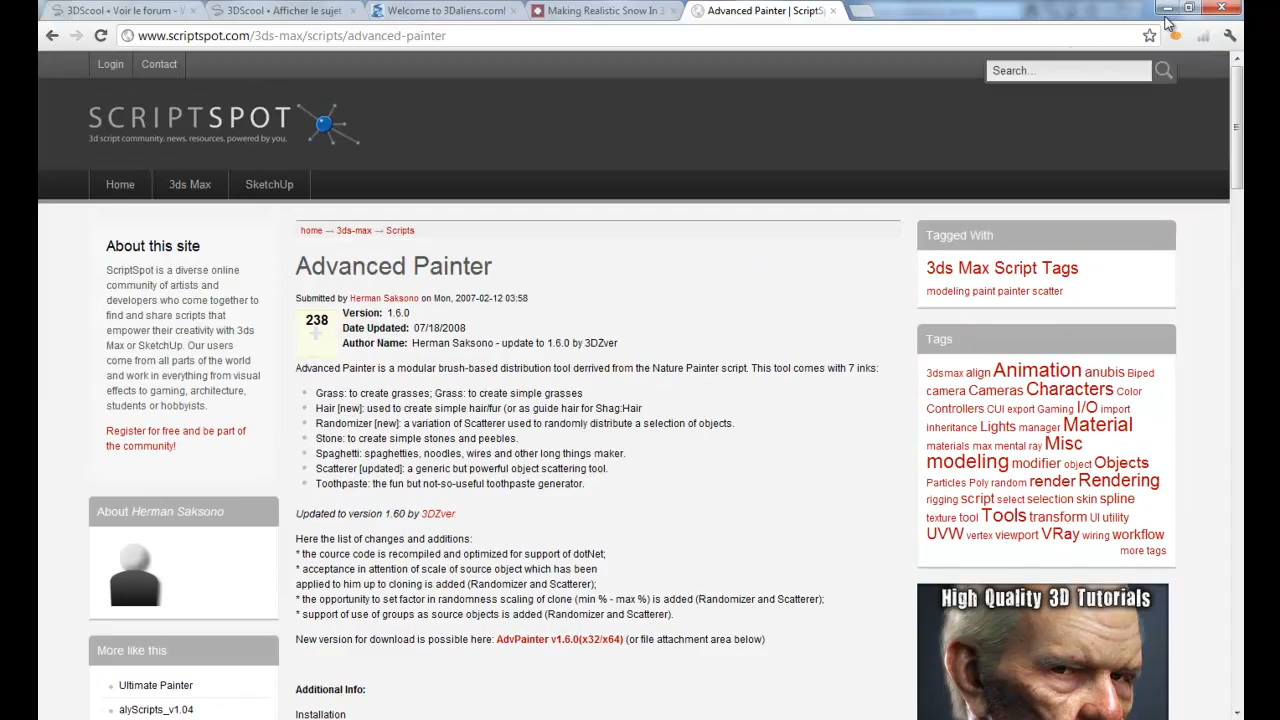 3DScool • Voir le forum - W
3DScool • Afficher le sujet
Welcome to 3Daliens.com!
Making Realistic Snow In 3
Advanced Painter | ScriptSp
www.scriptspot.com/3ds-max/scripts/advanced-painter
Login
Contact
Search...
SCRIPTSPOT
3d script community. news. resources. powered by you.
Home
3ds Max
SketchUp
About this site
ScriptSpot is a diverse online
community of artists and
developers who come together to
find and share scripts that
empower their creativity with 3ds
Max or SketchUp. Our users
come from all parts of the world
and work in everything from visual
effects to gaming, architecture,
students or hobbyists.
Register for free and be part of
the community!
About Herman Saksono
More like this
Ultimate Painter
alyScripts_v1.04
home → 3ds-max → Scripts
Advanced Painter
Submitted by Herman Saksono on Mon, 2007-02-12 03:58
238
+
Version: 1.6.0
Date Updated: 07/18/2008
Author Name: Herman Saksono - update to 1.6.0 by 3DZver
Advanced Painter is a modular brush-based distribution tool derived from the Nature Painter script. This tool comes with 7 inks:
Grass: to create grasses; Grass: to create simple grasses
Hair [new]: used to create simple hair/fur (or as guide hair for Shag:Hair
Randomizer [new]: a variation of Scatterer used to randomly distribute a selection of objects.
Stone: to create simple stones and peebles.
Spaghetti: spaghetties, noodles, wires and other long things maker.
Scatterer [updated]: a generic but powerful object scattering tool.
Toothpaste: the fun but not-so-useful toothpaste generator.
Updated to version 1.60 by 3DZver
Here the list of changes and additions:
* the cource code is recompiled and optimized for support of dotNet;
* acceptance in attention of scale of source object which has been
applied to him up to cloning is added (Randomizer and Scatterer);
* the opportunity to set factor in randomness scaling of clone (min % - max %) is added (Randomizer and Scatterer);
* support of use of groups as source objects is added (Randomizer and Scatterer).
New version for download is possible here: AdvPainter v1.6.0(x32/x64) (or file attachment area below)
Additional Info:
Installation
Tagged With
3ds Max Script Tags
modeling paint painter scatter
Tags
3dsmax align Animation anubis Biped
camera Cameras Characters Color
Controllers CUI export Gaming I/O import
inheritance Lights manager Material
materials max mental ray Misc
modeling modifier object Objects
Particles Poly random render Rendering
rigging script select selection skin spline
texture tool Tools transform UI utility
UVW vertex viewport VRay wiring workflow
more tags
High Quality 3D Tutorials